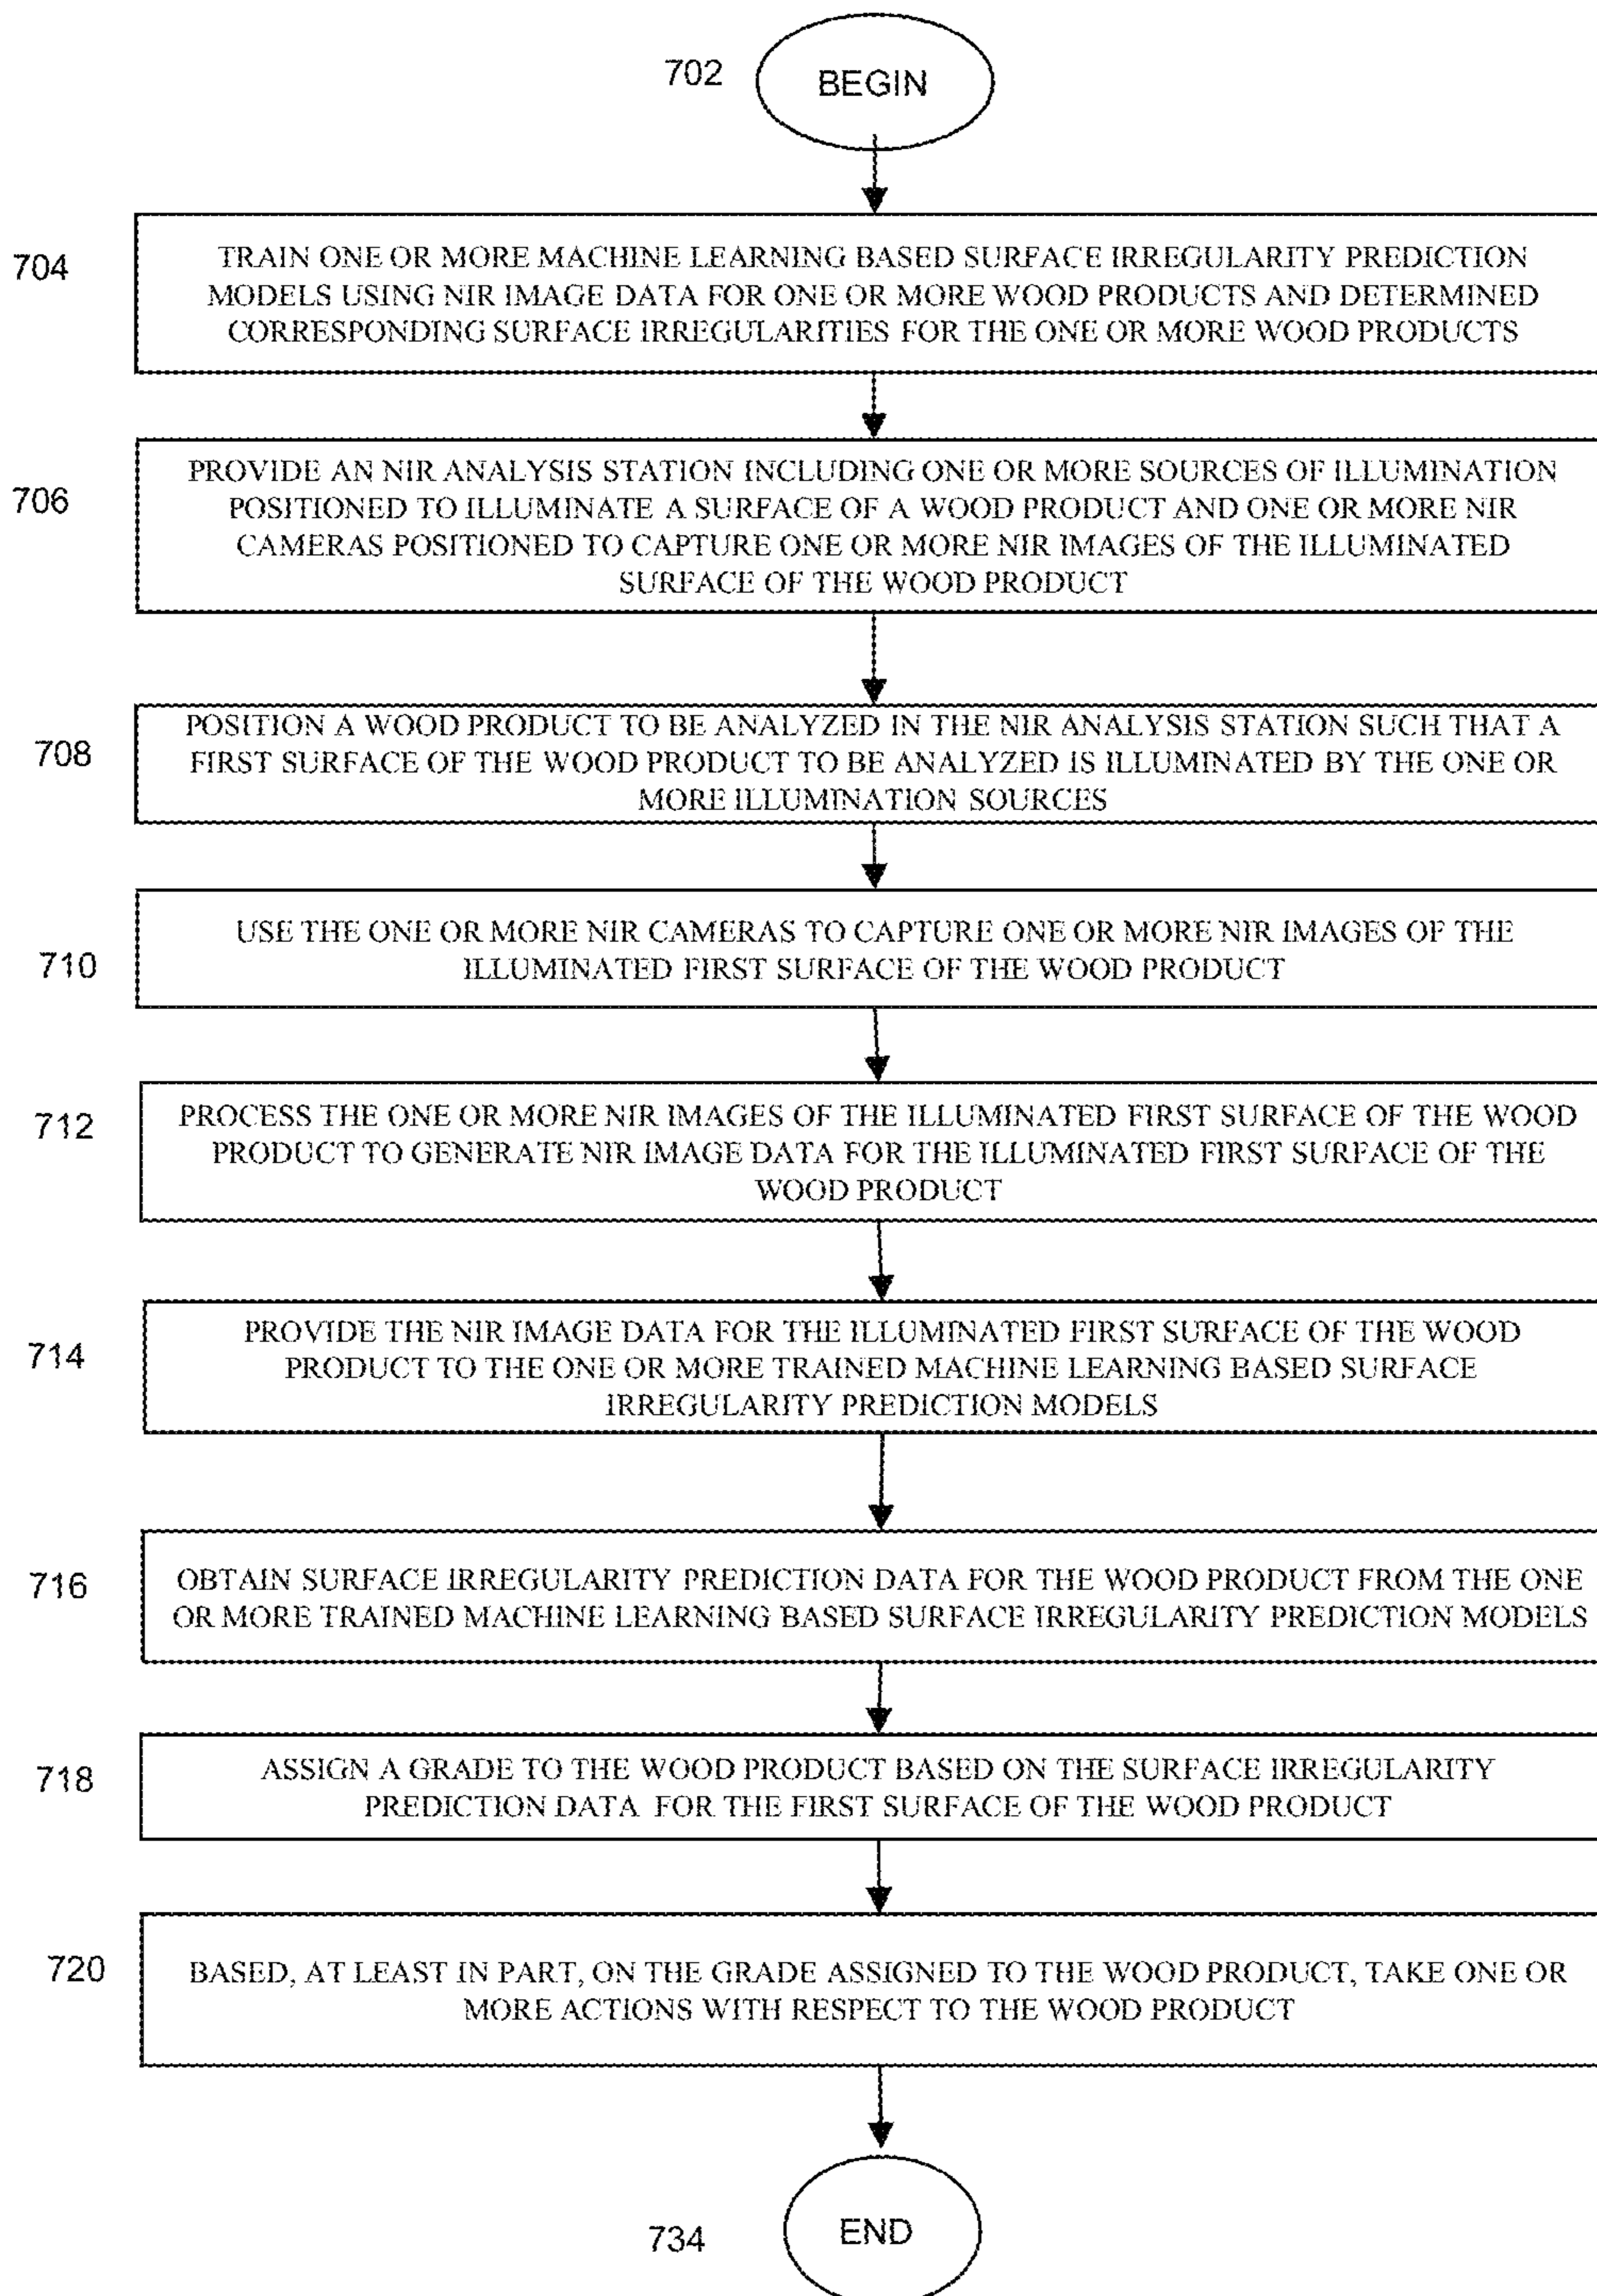 702
BEGIN
704
TRAIN ONE OR MORE MACHINE LEARNING BASED SURFACE IRREGULARITY PREDICTION
MODELS USING NIR IMAGE DATA FOR ONE OR MORE WOOD PRODUCTS AND DETERMINED
CORRESPONDING SURFACE IRREGULARITIES FOR THE ONE OR MORE WOOD PRODUCTS
706
PROVIDE AN NIR ANALYSIS STATION INCLUDING ONE OR MORE SOURCES OF ILLUMINATION
POSITIONED TO ILLUMINATE A SURFACE OF A WOOD PRODUCT AND ONE OR MORE NIR
CAMERAS POSITIONED TO CAPTURE ONE OR MORE NIR IMAGES OF THE ILLUMINATED
SURFACE OF THE WOOD PRODUCT
708
POSITION A WOOD PRODUCT TO BE ANALYZED IN THE NIR ANALYSIS STATION SUCH THAT A
FIRST SURFACE OF THE WOOD PRODUCT TO BE ANALYZED IS ILLUMINATED BY THE ONE OR
MORE ILLUMINATION SOURCES
710
USE THE ONE OR MORE NIR CAMERAS TO CAPTURE ONE OR MORE NIR IMAGES OF THE
ILLUMINATED FIRST SURFACE OF THE WOOD PRODUCT
712
PROCESS THE ONE OR MORE NIR IMAGES OF THE ILLUMINATED FIRST SURFACE OF THE WOOD
PRODUCT TO GENERATE NIR IMAGE DATA FOR THE ILLUMINATED FIRST SURFACE OF THE
WOOD PRODUCT
714
PROVIDE THE NIR IMAGE DATA FOR THE ILLUMINATED FIRST SURFACE OF THE WOOD
PRODUCT TO THE ONE OR MORE TRAINED MACHINE LEARNING BASED SURFACE
IRREGULARITY PREDICTION MODELS
716
OBTAIN SURFACE IRREGULARITY PREDICTION DATA FOR THE WOOD PRODUCT FROM THE ONE
OR MORE TRAINED MACHINE LEARNING BASED SURFACE IRREGULARITY PREDICTION MODELS
718
ASSIGN A GRADE TO THE WOOD PRODUCT BASED ON THE SURFACE IRREGULARITY
PREDICTION DATA FOR THE FIRST SURFACE OF THE WOOD PRODUCT
720
BASED, AT LEAST IN PART, ON THE GRADE ASSIGNED TO THE WOOD PRODUCT, TAKE ONE OR
MORE ACTIONS WITH RESPECT TO THE WOOD PRODUCT
734
END